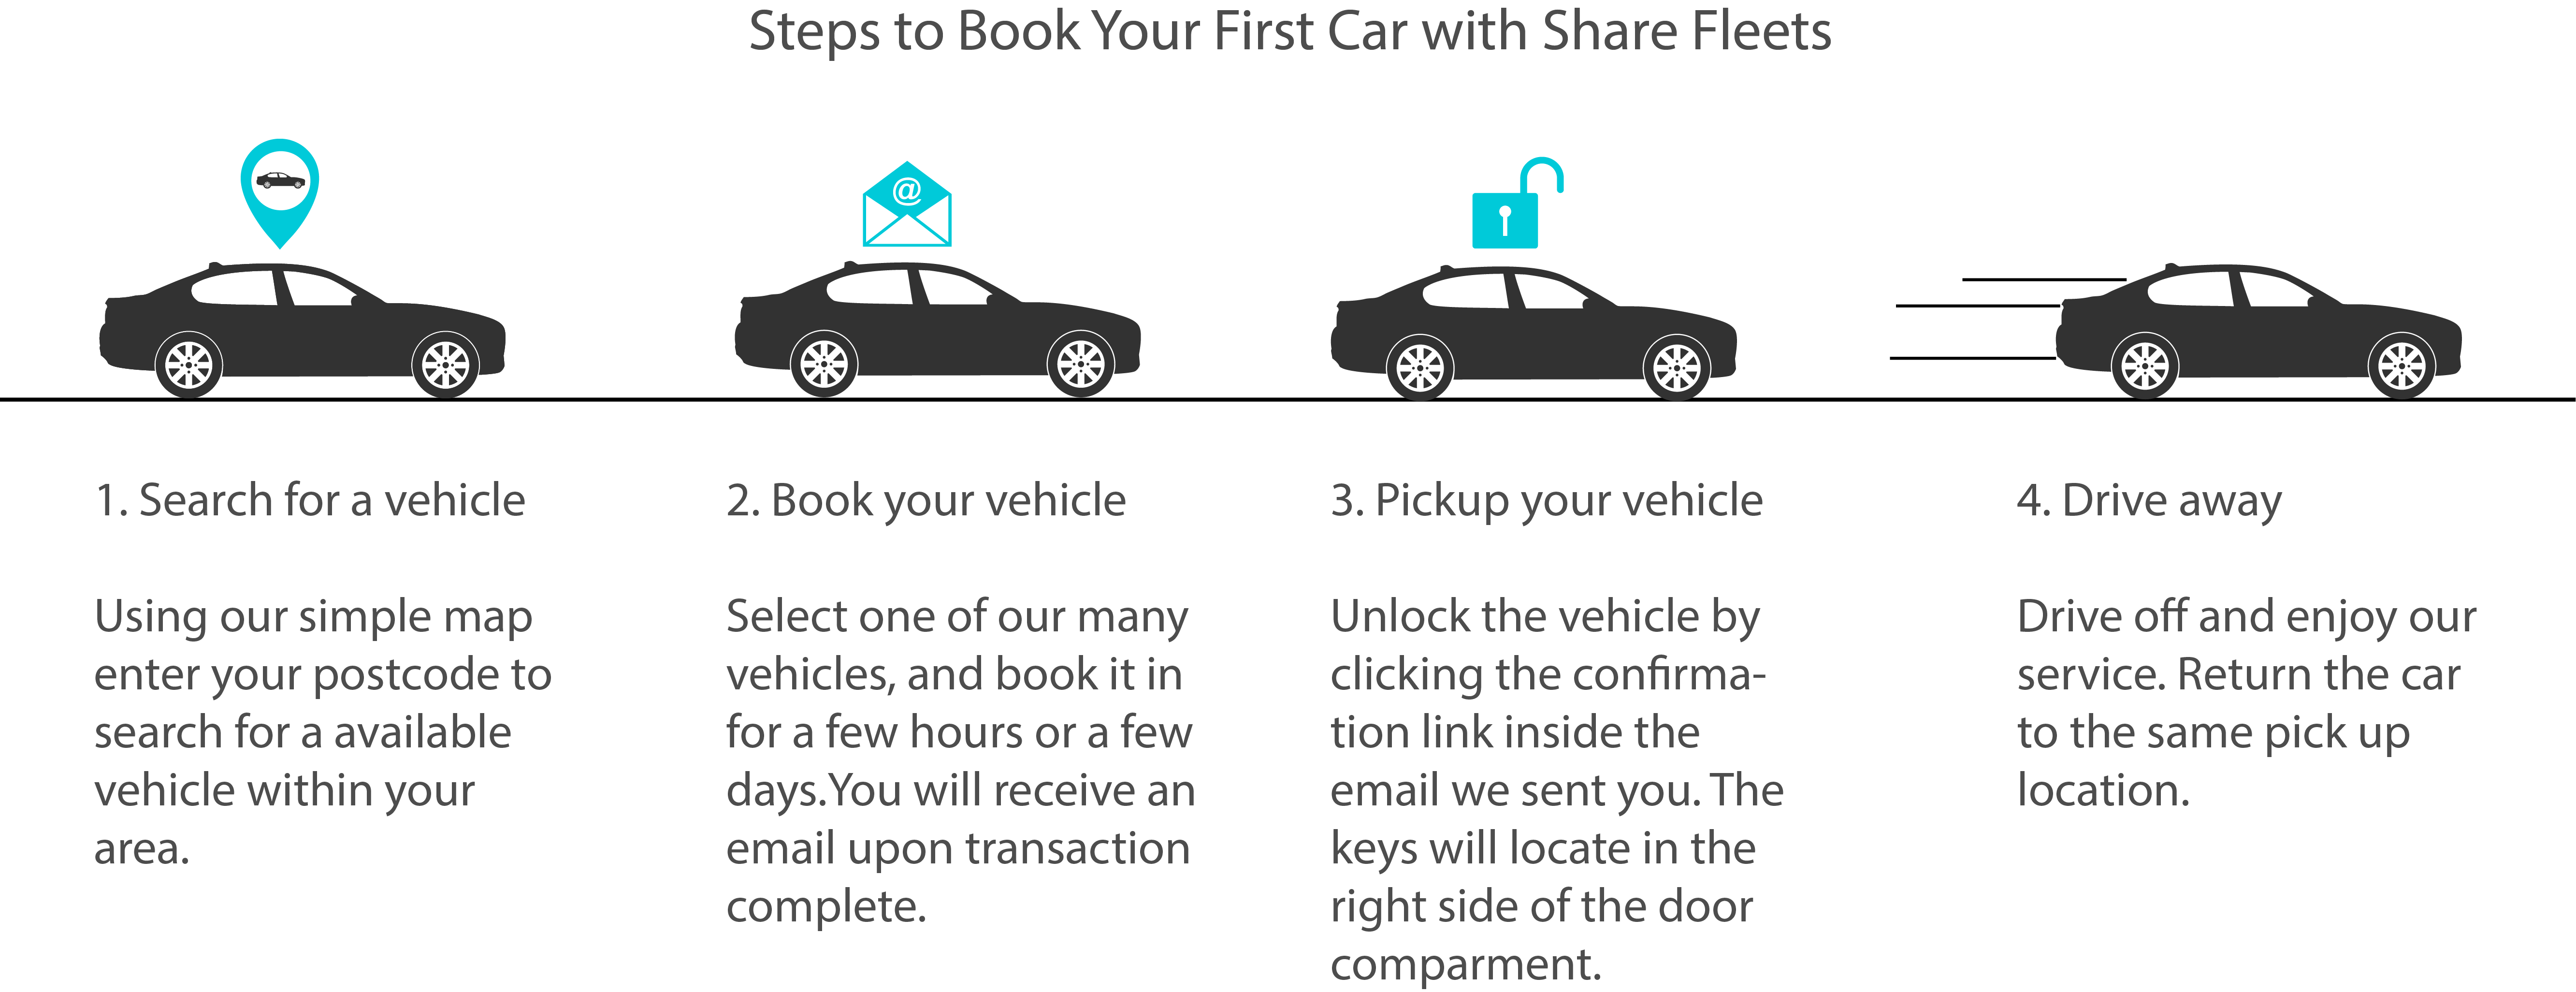 Steps to Book Your First Car with Share Fleets
@
1. Search for a vehicle
Using our simple map
enter your postcode to
search for a available
vehicle within your
area.
2. Book your vehicle
Select one of our many
vehicles, and book it in
for a few hours or a few
days.You will receive an
email upon transaction
complete.
3. Pickup your vehicle
Unlock the vehicle by
clicking the confirma-
tion link inside the
email we sent you. The
keys will locate in the
right side of the door
comparment.
4. Drive away
Drive off and enjoy our
service. Return the car
to the same pick up
location.